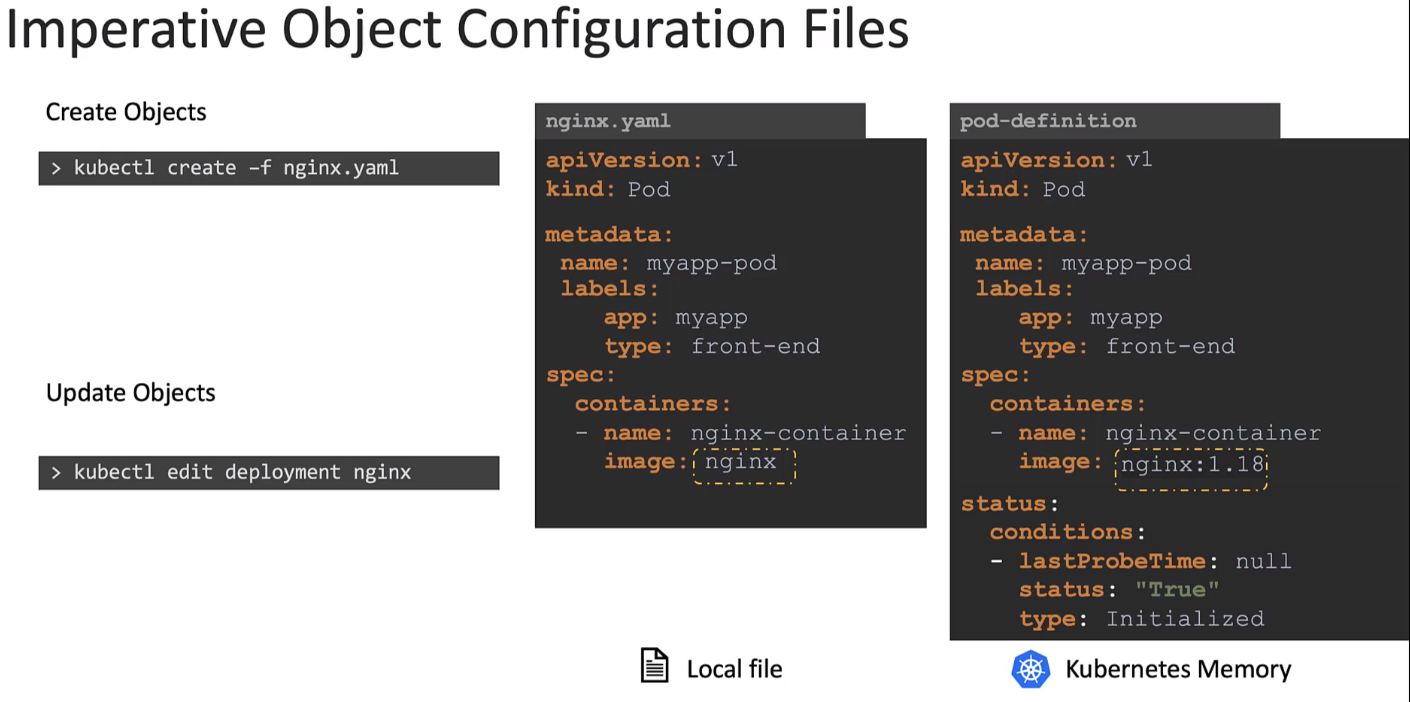 Imperative Object Configuration Files
Create Objects
> kubectl create –f nginx.yaml
Update Objects
> kubectl edit deployment nginx
nginx.yaml
apiVersion: v1
kind: Pod
metadata:
name: myapp-pod
labels:
app: myapp
type: front-end
spec:
containers:
- name: nginx-container
image: nginx
Local file
pod-definition
apiVersion: v1
kind: Pod
metadata:
name: myapp-pod
labels:
app: myapp
type: front-end
spec:
containers:
- name: nginx-container
image: nginx:1.18
status:
conditions:
- lastProbeTime: null
status: "True"
type: Initialized
Kubernetes Memory